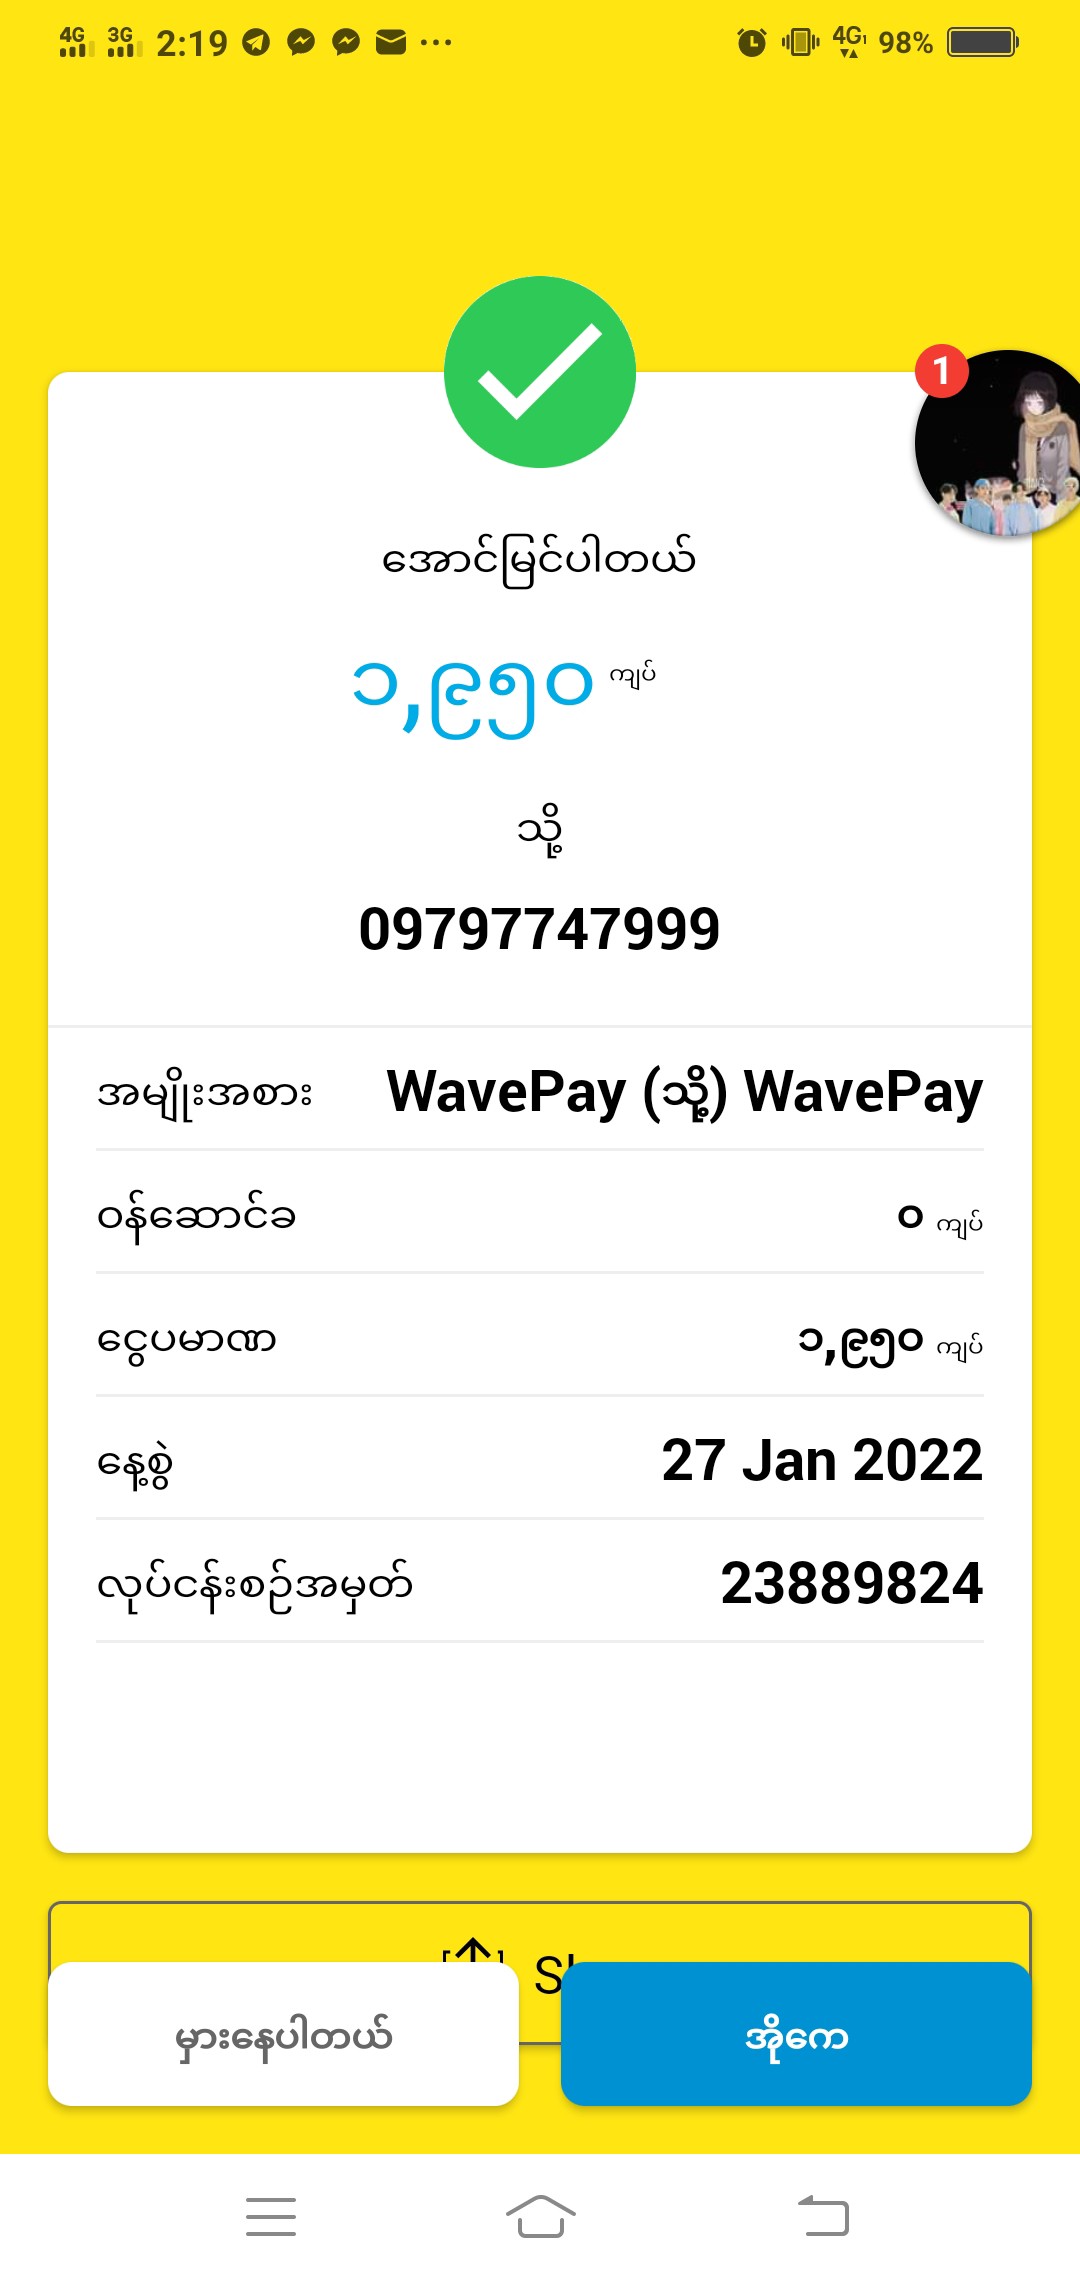 4G 3G 2:19 ... 4G 98%
1
အောင်မြင်ပါတယ်
၁,၉၅၀ ကျပ်
သို့
09797747999
အမျိုးအစား WavePay (သို့) WavePay
ဝန်ဆောင်ခ ၀ ကျပ်
ငွေပမာဏ ၁,၉၅၀ ကျပ်
နေ့စွဲ 27 Jan 2022
လုပ်ငန်းစဉ်အမှတ် 23889824
မှားနေပါတယ် အိုကေ